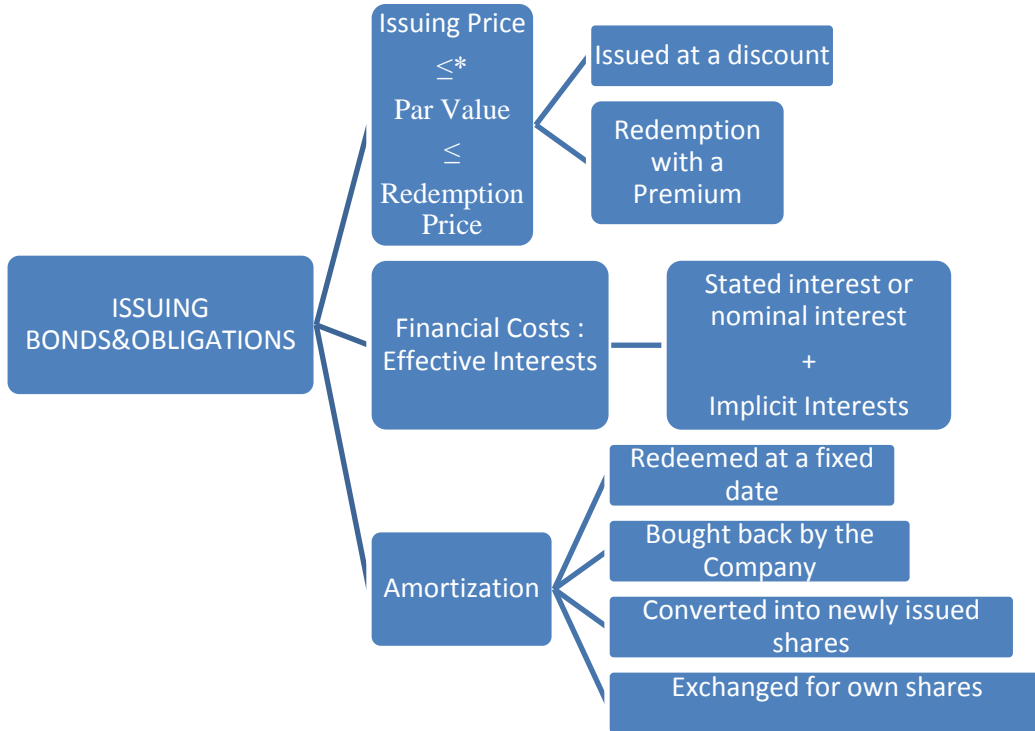 ISSUING
BONDS&OBLIGATIONS
Issuing Price
≤*
Par Value
≤
Redemption
Price
Issued at a discount
Redemption
with a
Premium
Financial Costs :
Effective Interests
Stated interest or
nominal interest
+
Implicit Interests
Amortization
Redeemed at a fixed
date
Bought back by the
Company
Converted into newly issued
shares
Exchanged for own shares